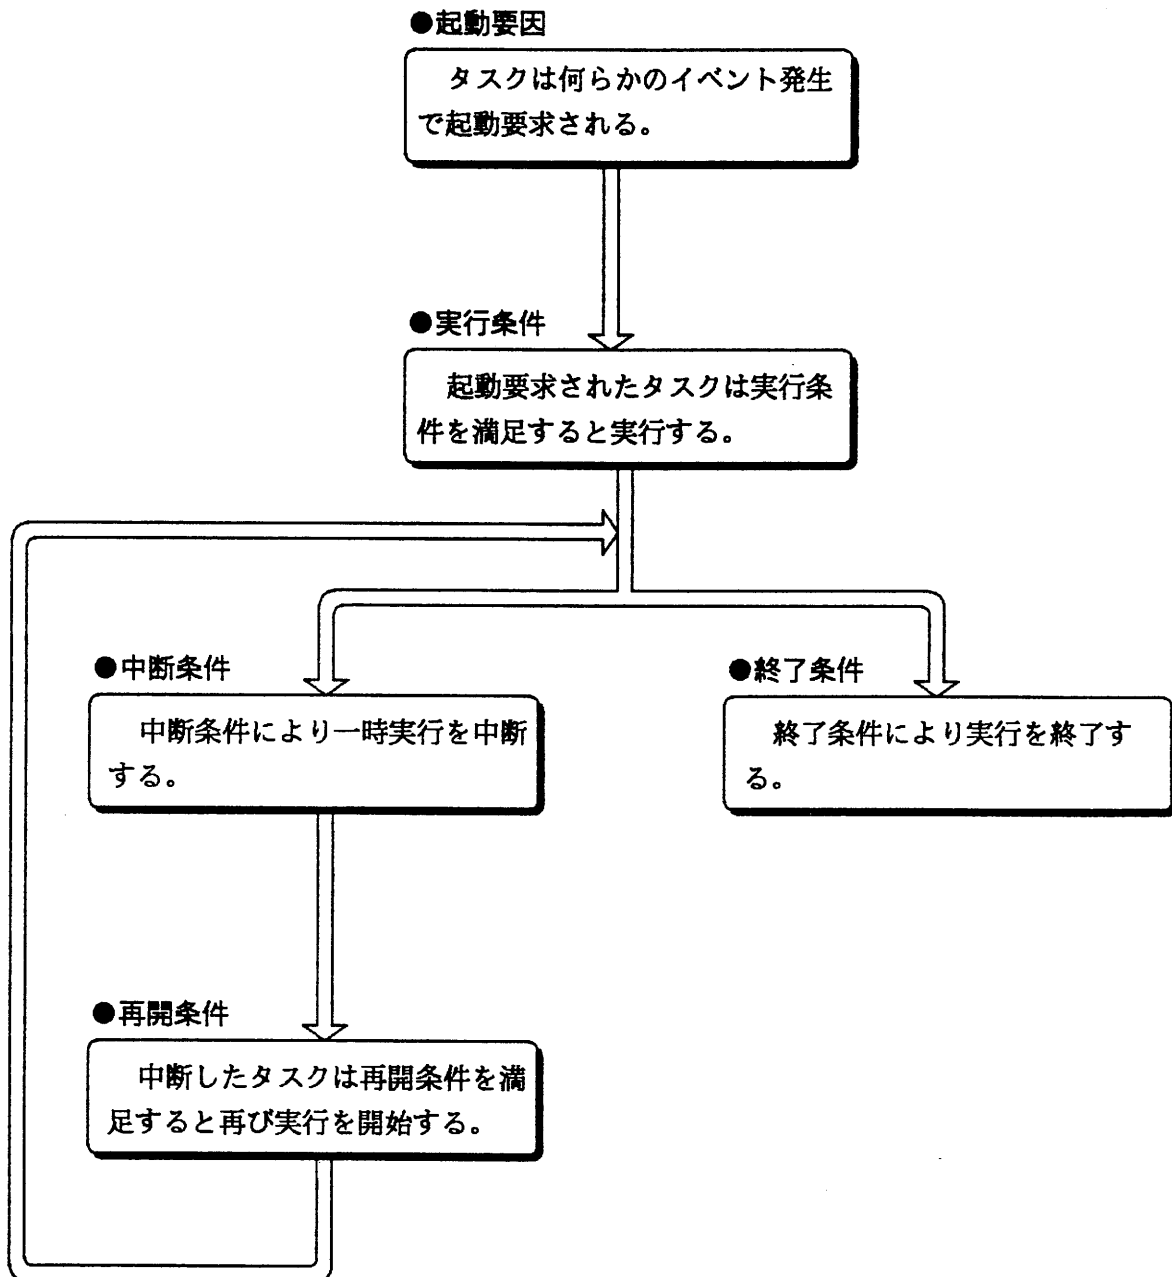 ●起動要因
タスクは何らかのイベント発生
で起動要求される。
●実行条件
起動要求されたタスクは実行条
件を満足すると実行する。
●中断条件
中断条件により一時実行を中断
する。
●終了条件
終了条件により実行を終了す
る。
●再開条件
中断したタスクは再開条件を満
足すると再び実行を開始する。